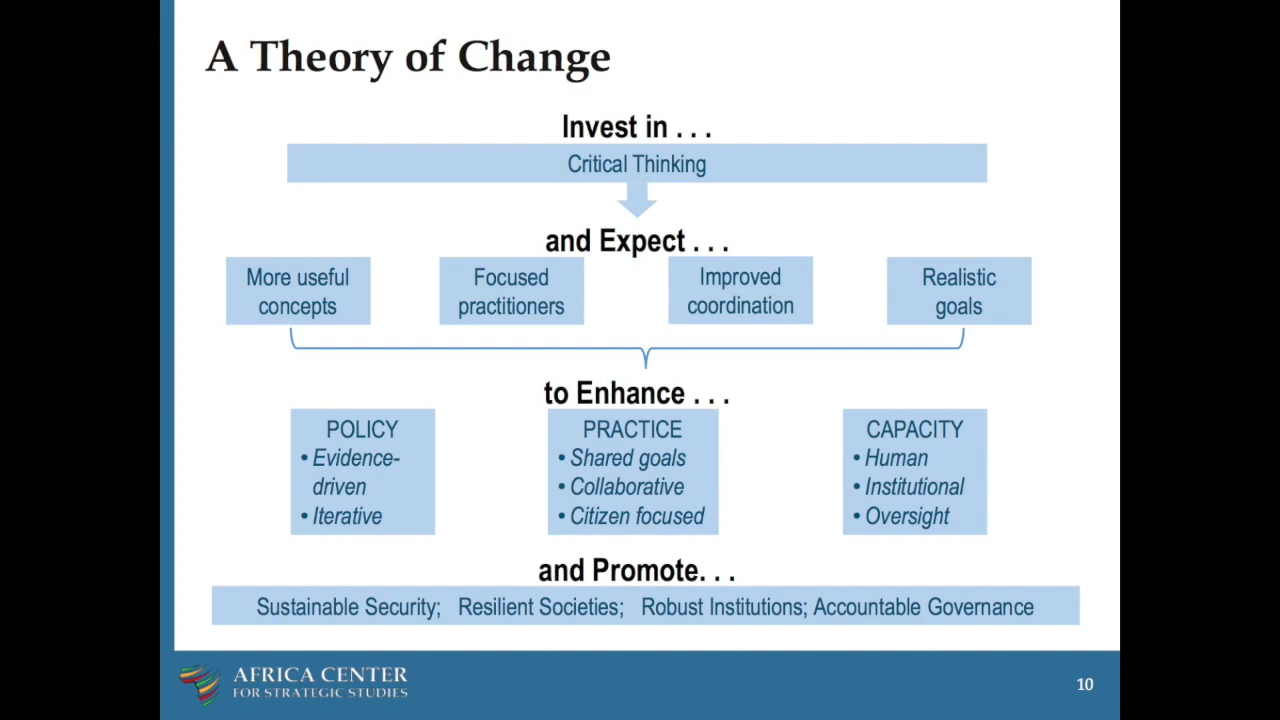 A Theory of Change
Invest in . . .
Critical Thinking
and Expect . . .
More useful
concepts
Focused
practitioners
Improved
coordination
Realistic
goals
to Enhance . . .
POLICY
• Evidence-
driven
• Iterative
PRACTICE
• Shared goals
• Collaborative
• Citizen focused
CAPACITY
• Human
• Institutional
• Oversight
and Promote. . .
Sustainable Security; Resilient Societies; Robust Institutions; Accountable Governance
AFRICA CENTER
FOR STRATEGIC STUDIES
10